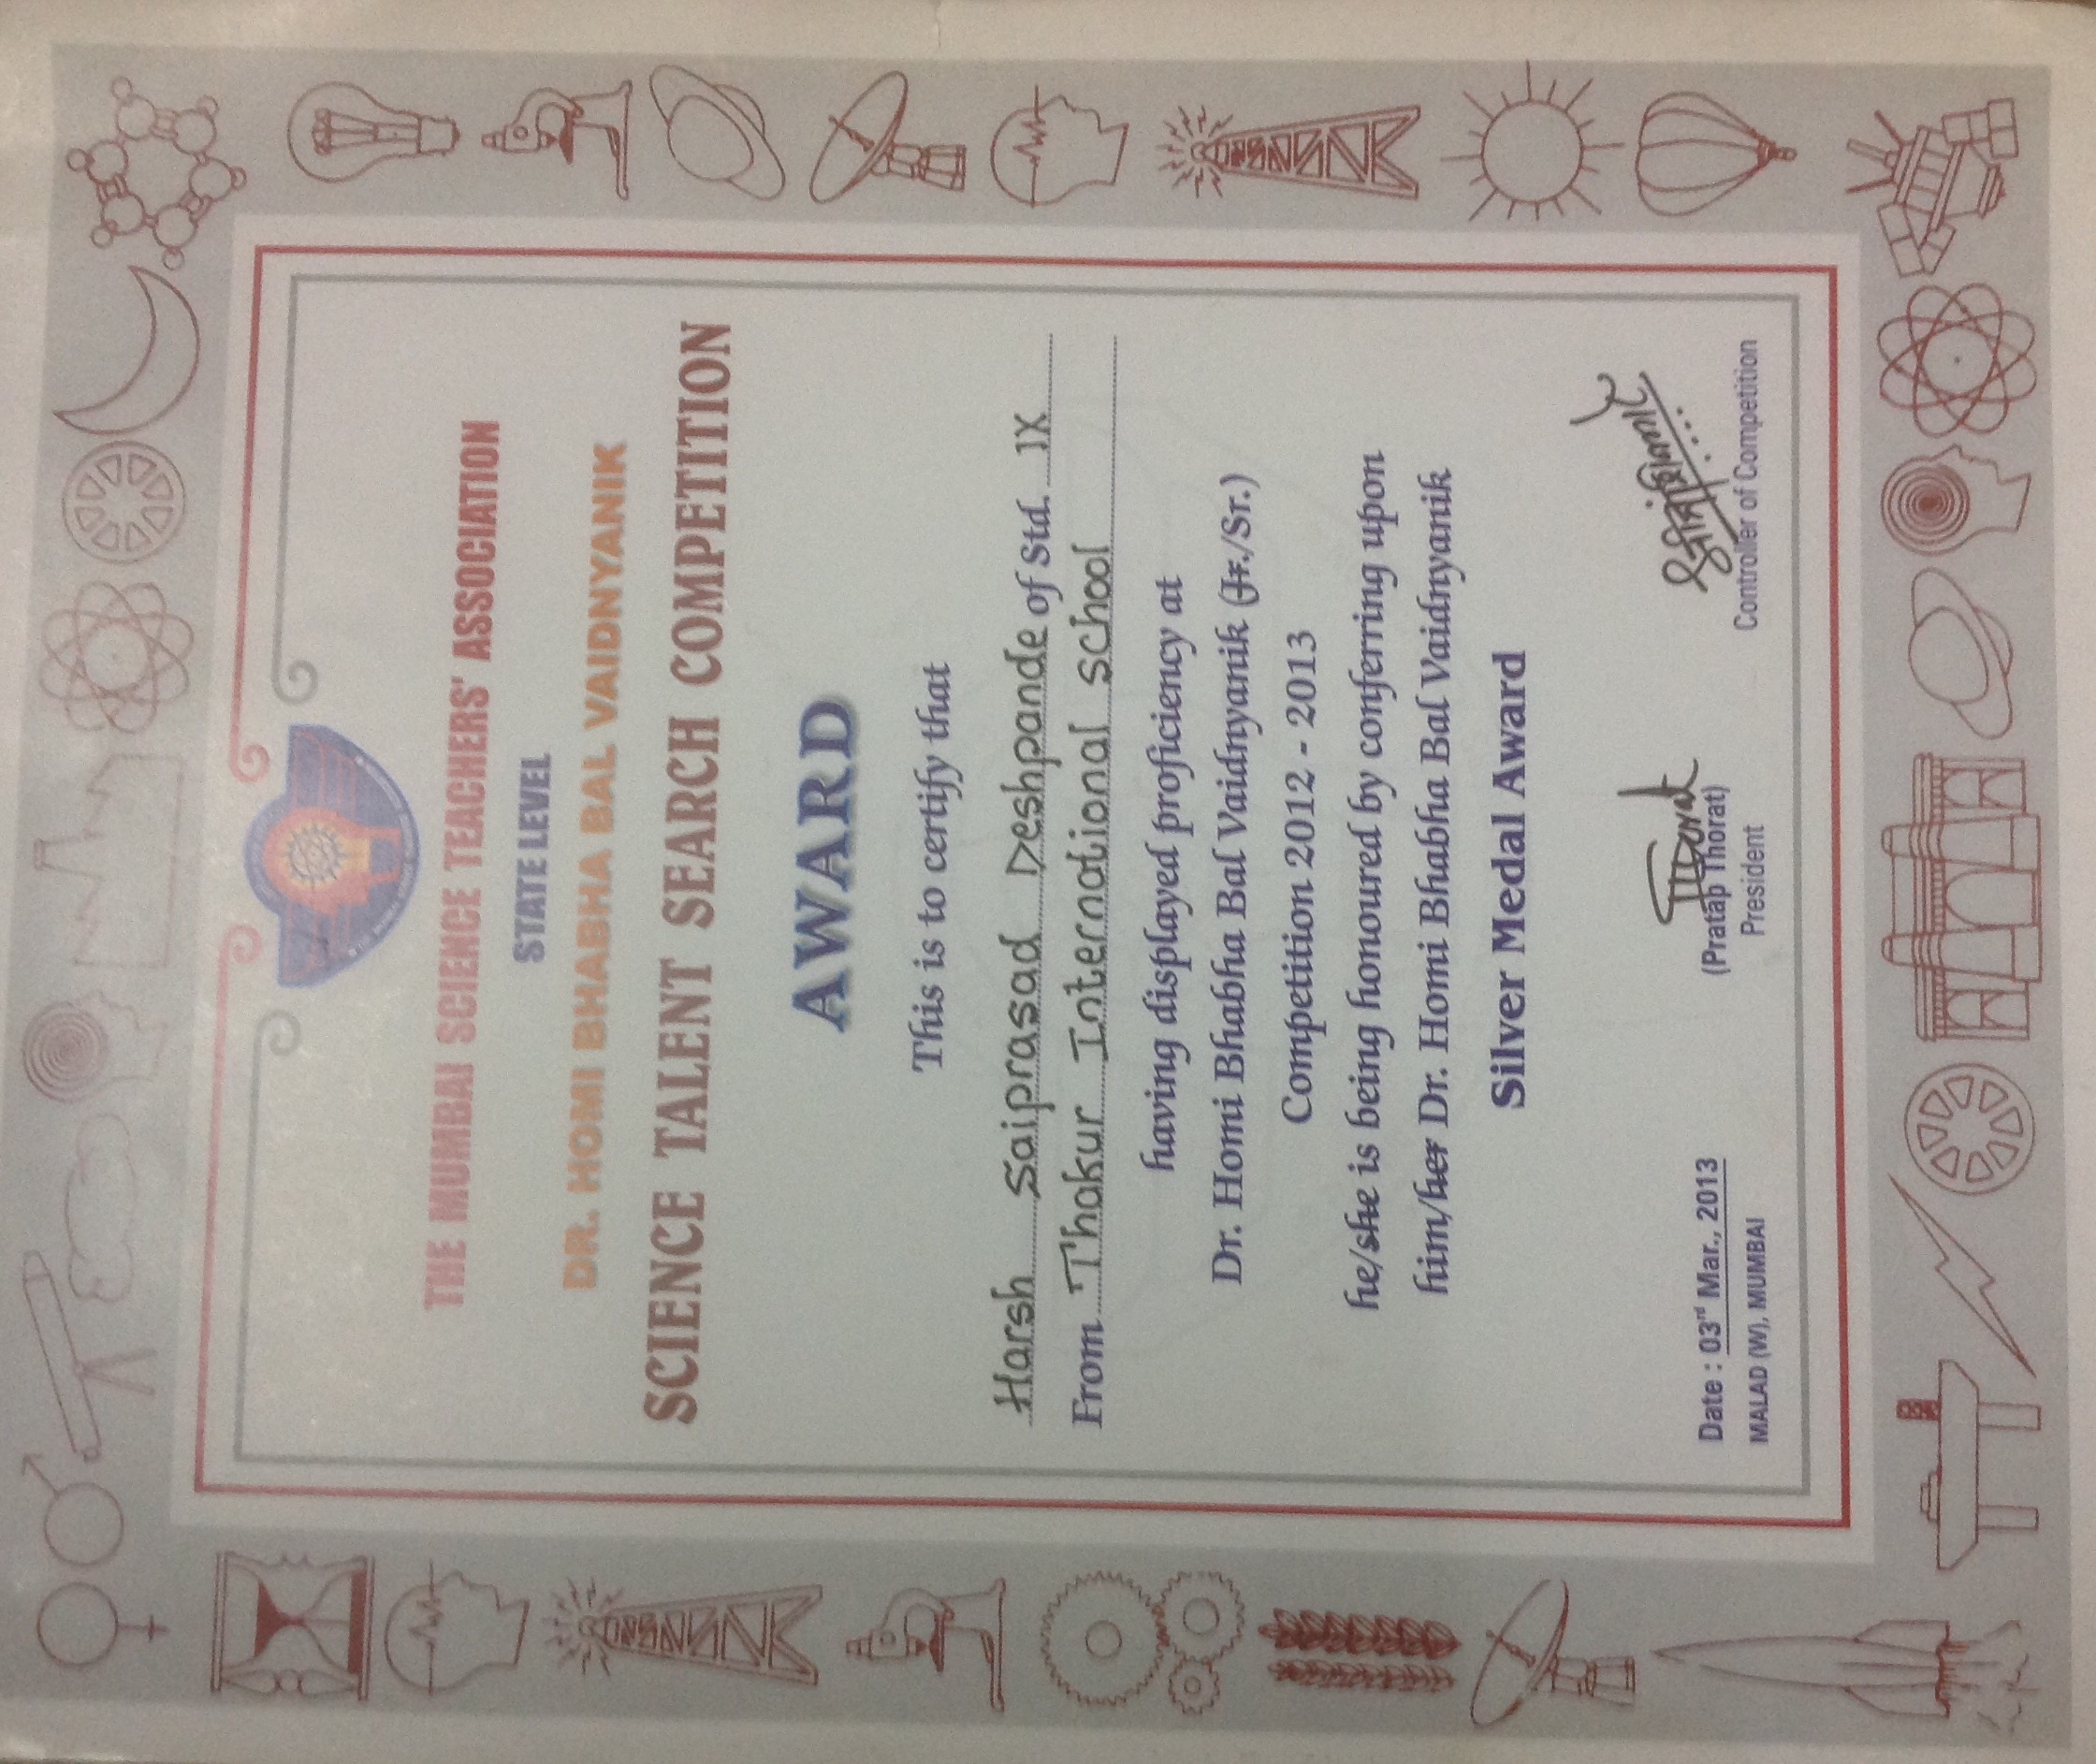 THE MUMBAI SCIENCE TEACHERS' ASSOCIATION
STATE LEVEL
DR. HOMI BHABHA BAL VAIDNYANIK
SCIENCE TALENT SEARCH COMPETITION
AWARD
This is to certify that
Harsh Saiprasad Deshpande of Std. IX
From Thakur International School
having displayed proficiency at
Dr. Homi Bhabha Bal Vaidnyanik (Jr./Sr.)
Competition 2012 - 2013
he/she is being honoured by conferring upon
him/her Dr. Homi Bhabha Bal Vaidnyanik
Silver Medal Award
Date : 03rd Mar., 2013
MALAD (W), MUMBAI
(Pratap Thorat)
President
Controller of Competition